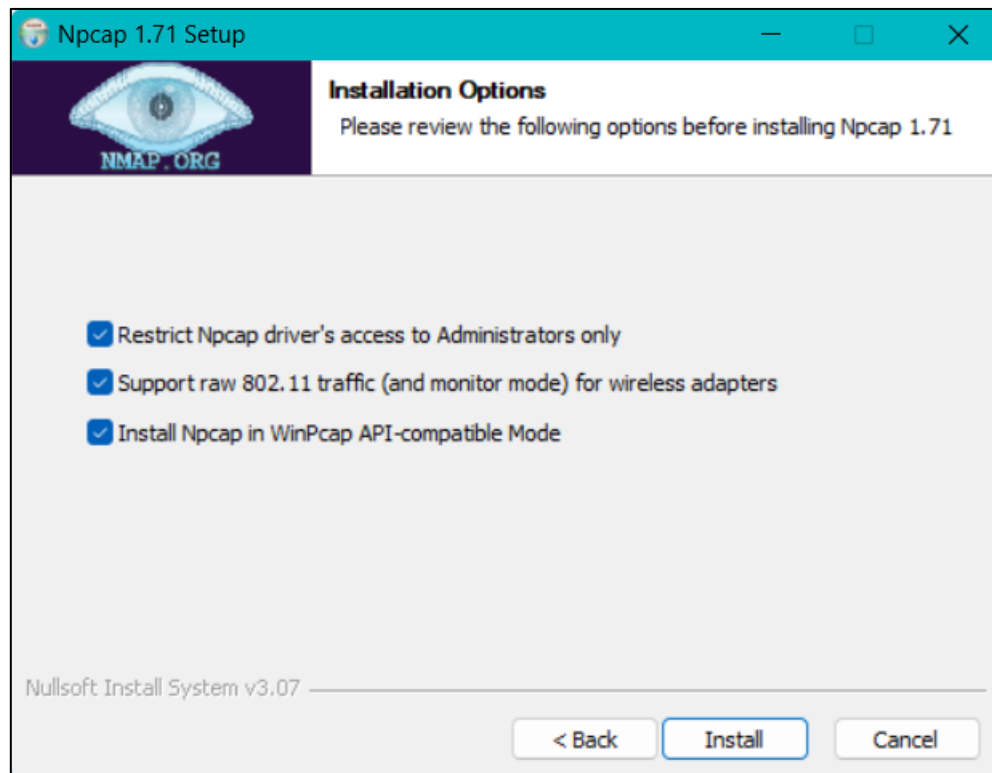 Npcap 1.71 Setup
NMAP.ORG
Installation Options
Please review the following options before installing Npcap 1.71
Restrict Npcap driver's access to Administrators only
Support raw 802.11 traffic (and monitor mode) for wireless adapters
Install Npcap in WinPcap API-compatible Mode
Nullsoft Install System v3.07
< Back
Install
Cancel